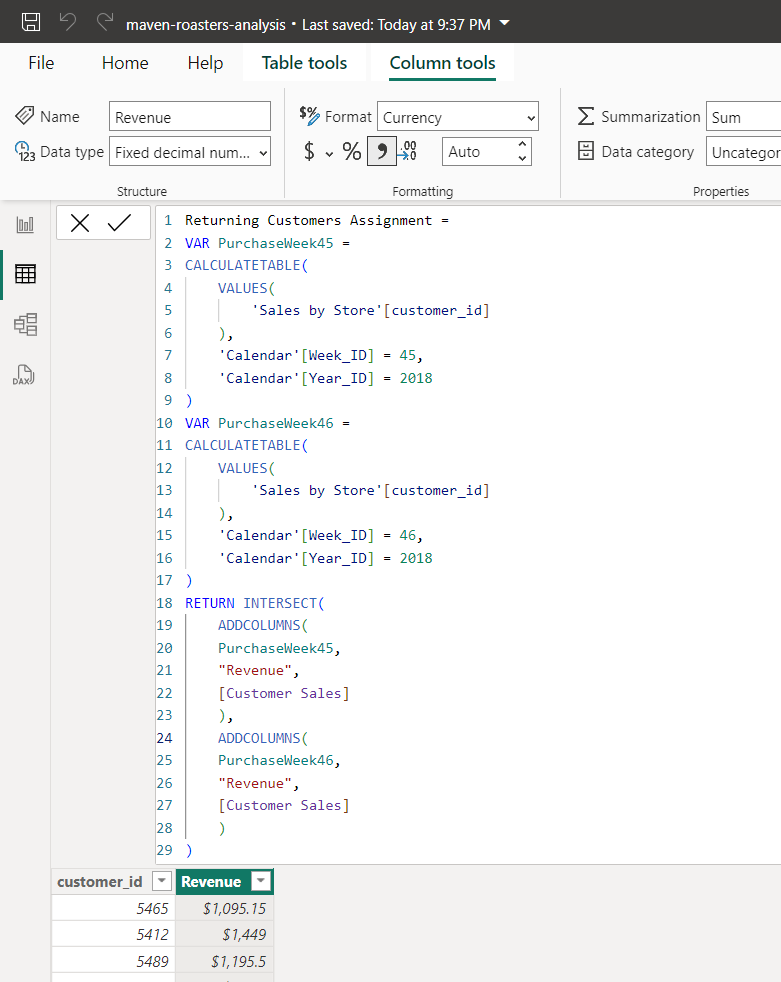 maven-roasters-analysis • Last saved: Today at 9:37 PM
File Home Help Table tools Column tools
Name Revenue $% Format Currency Σ Summarization Sum
123 Data type Fixed decimal num... $ % , .00 →0 Auto Data category Uncategor
Structure Formatting Properties
1 Returning Customers Assignment =
2 VAR PurchaseWeek45 =
3 CALCULATETABLE(
4 VALUES(
5 'Sales by Store'[customer_id]
6 ),
7 'Calendar'[Week_ID] = 45,
8 'Calendar'[Year_ID] = 2018
9 )
10 VAR PurchaseWeek46 =
11 CALCULATETABLE(
12 VALUES(
13 'Sales by Store'[customer_id]
14 ),
15 'Calendar'[Week_ID] = 46,
16 'Calendar'[Year_ID] = 2018
17 )
18 RETURN INTERSECT(
19 ADDCOLUMNS(
20 PurchaseWeek45,
21 "Revenue",
22 [Customer Sales]
23 ),
24 ADDCOLUMNS(
25 PurchaseWeek46,
26 "Revenue",
27 [Customer Sales]
28 )
29 )
DAX
customer_id Revenue
5465 $1,095.15
5412 $1,449
5489 $1,195.5